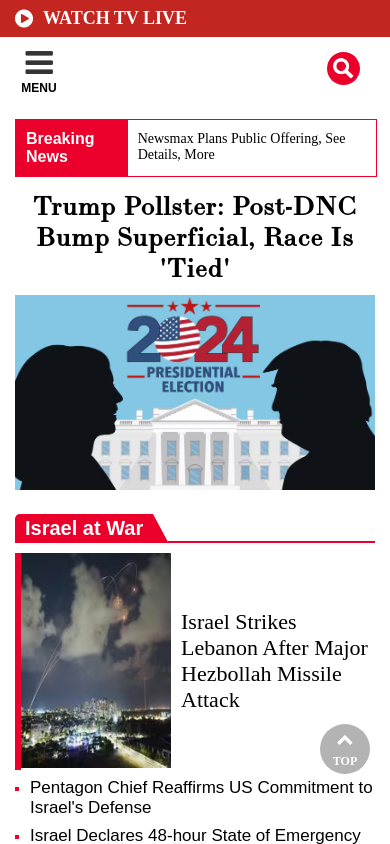 WATCH TV LIVE
MENU
Breaking
News
Newsmax Plans Public Offering, See
Details, More
Trump Pollster: Post-DNC
Bump Superficial, Race Is
'Tied'
2024
PRESIDENTIAL
ELECTION
Israel at War
Israel Strikes
Lebanon After Major
Hezbollah Missile
Attack
TOP
Pentagon Chief Reaffirms US Commitment to
Israel's Defense
Israel Declares 48-hour State of Emergency